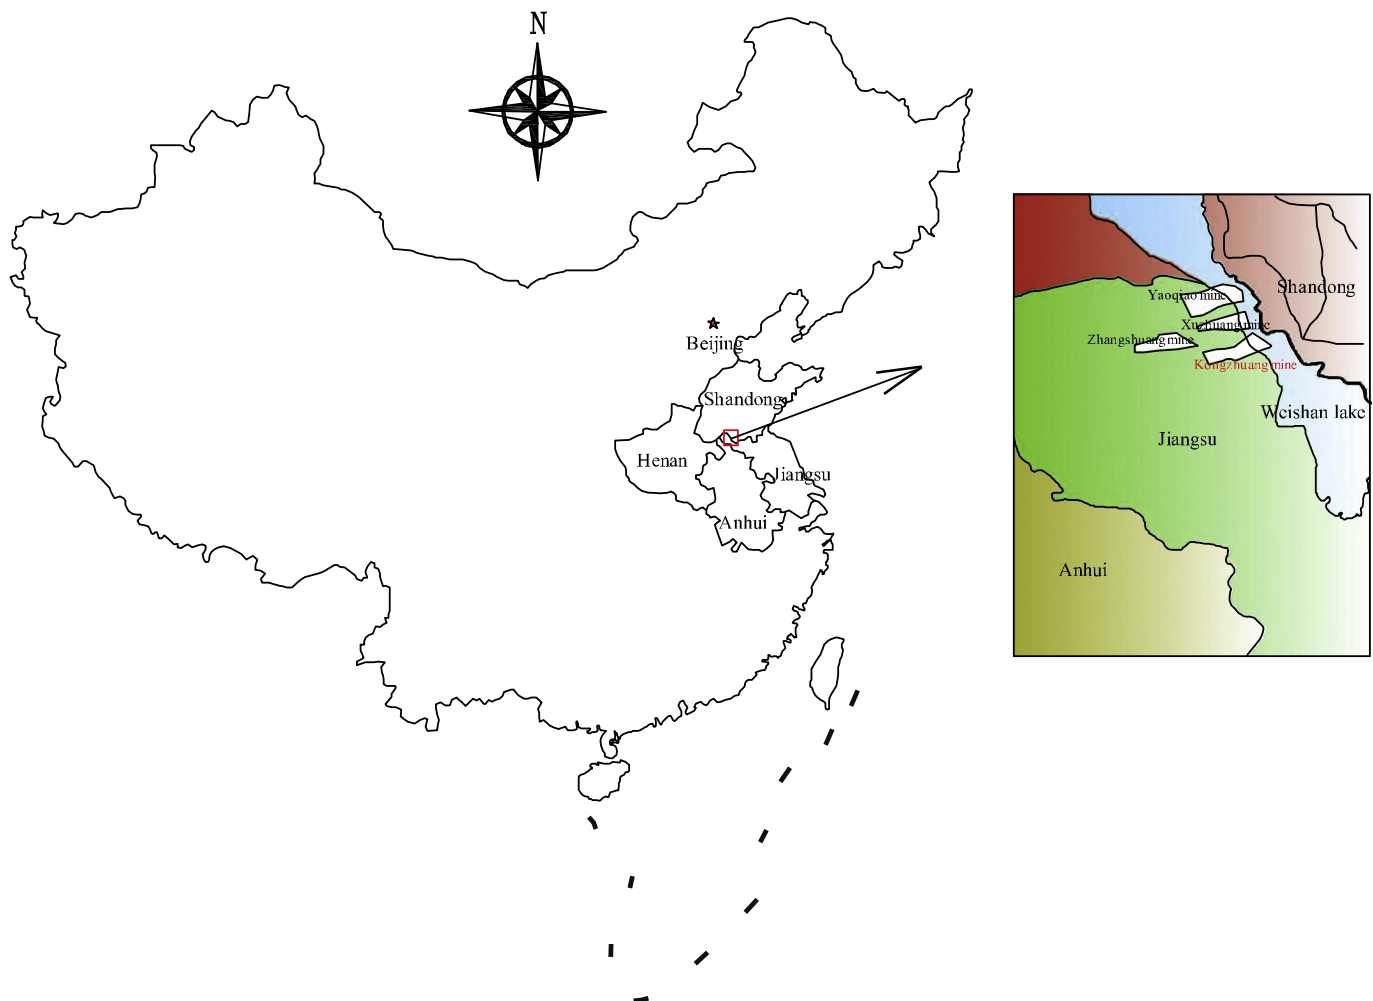 N
Beijing
Shandong
Henan
Jiangsu
Anhui
Shandong
Yaoqiao mine
Xuzhuang mine
Zhangshuang mine
Kongzhuang mine
Weishan lake
Jiangsu
Anhui